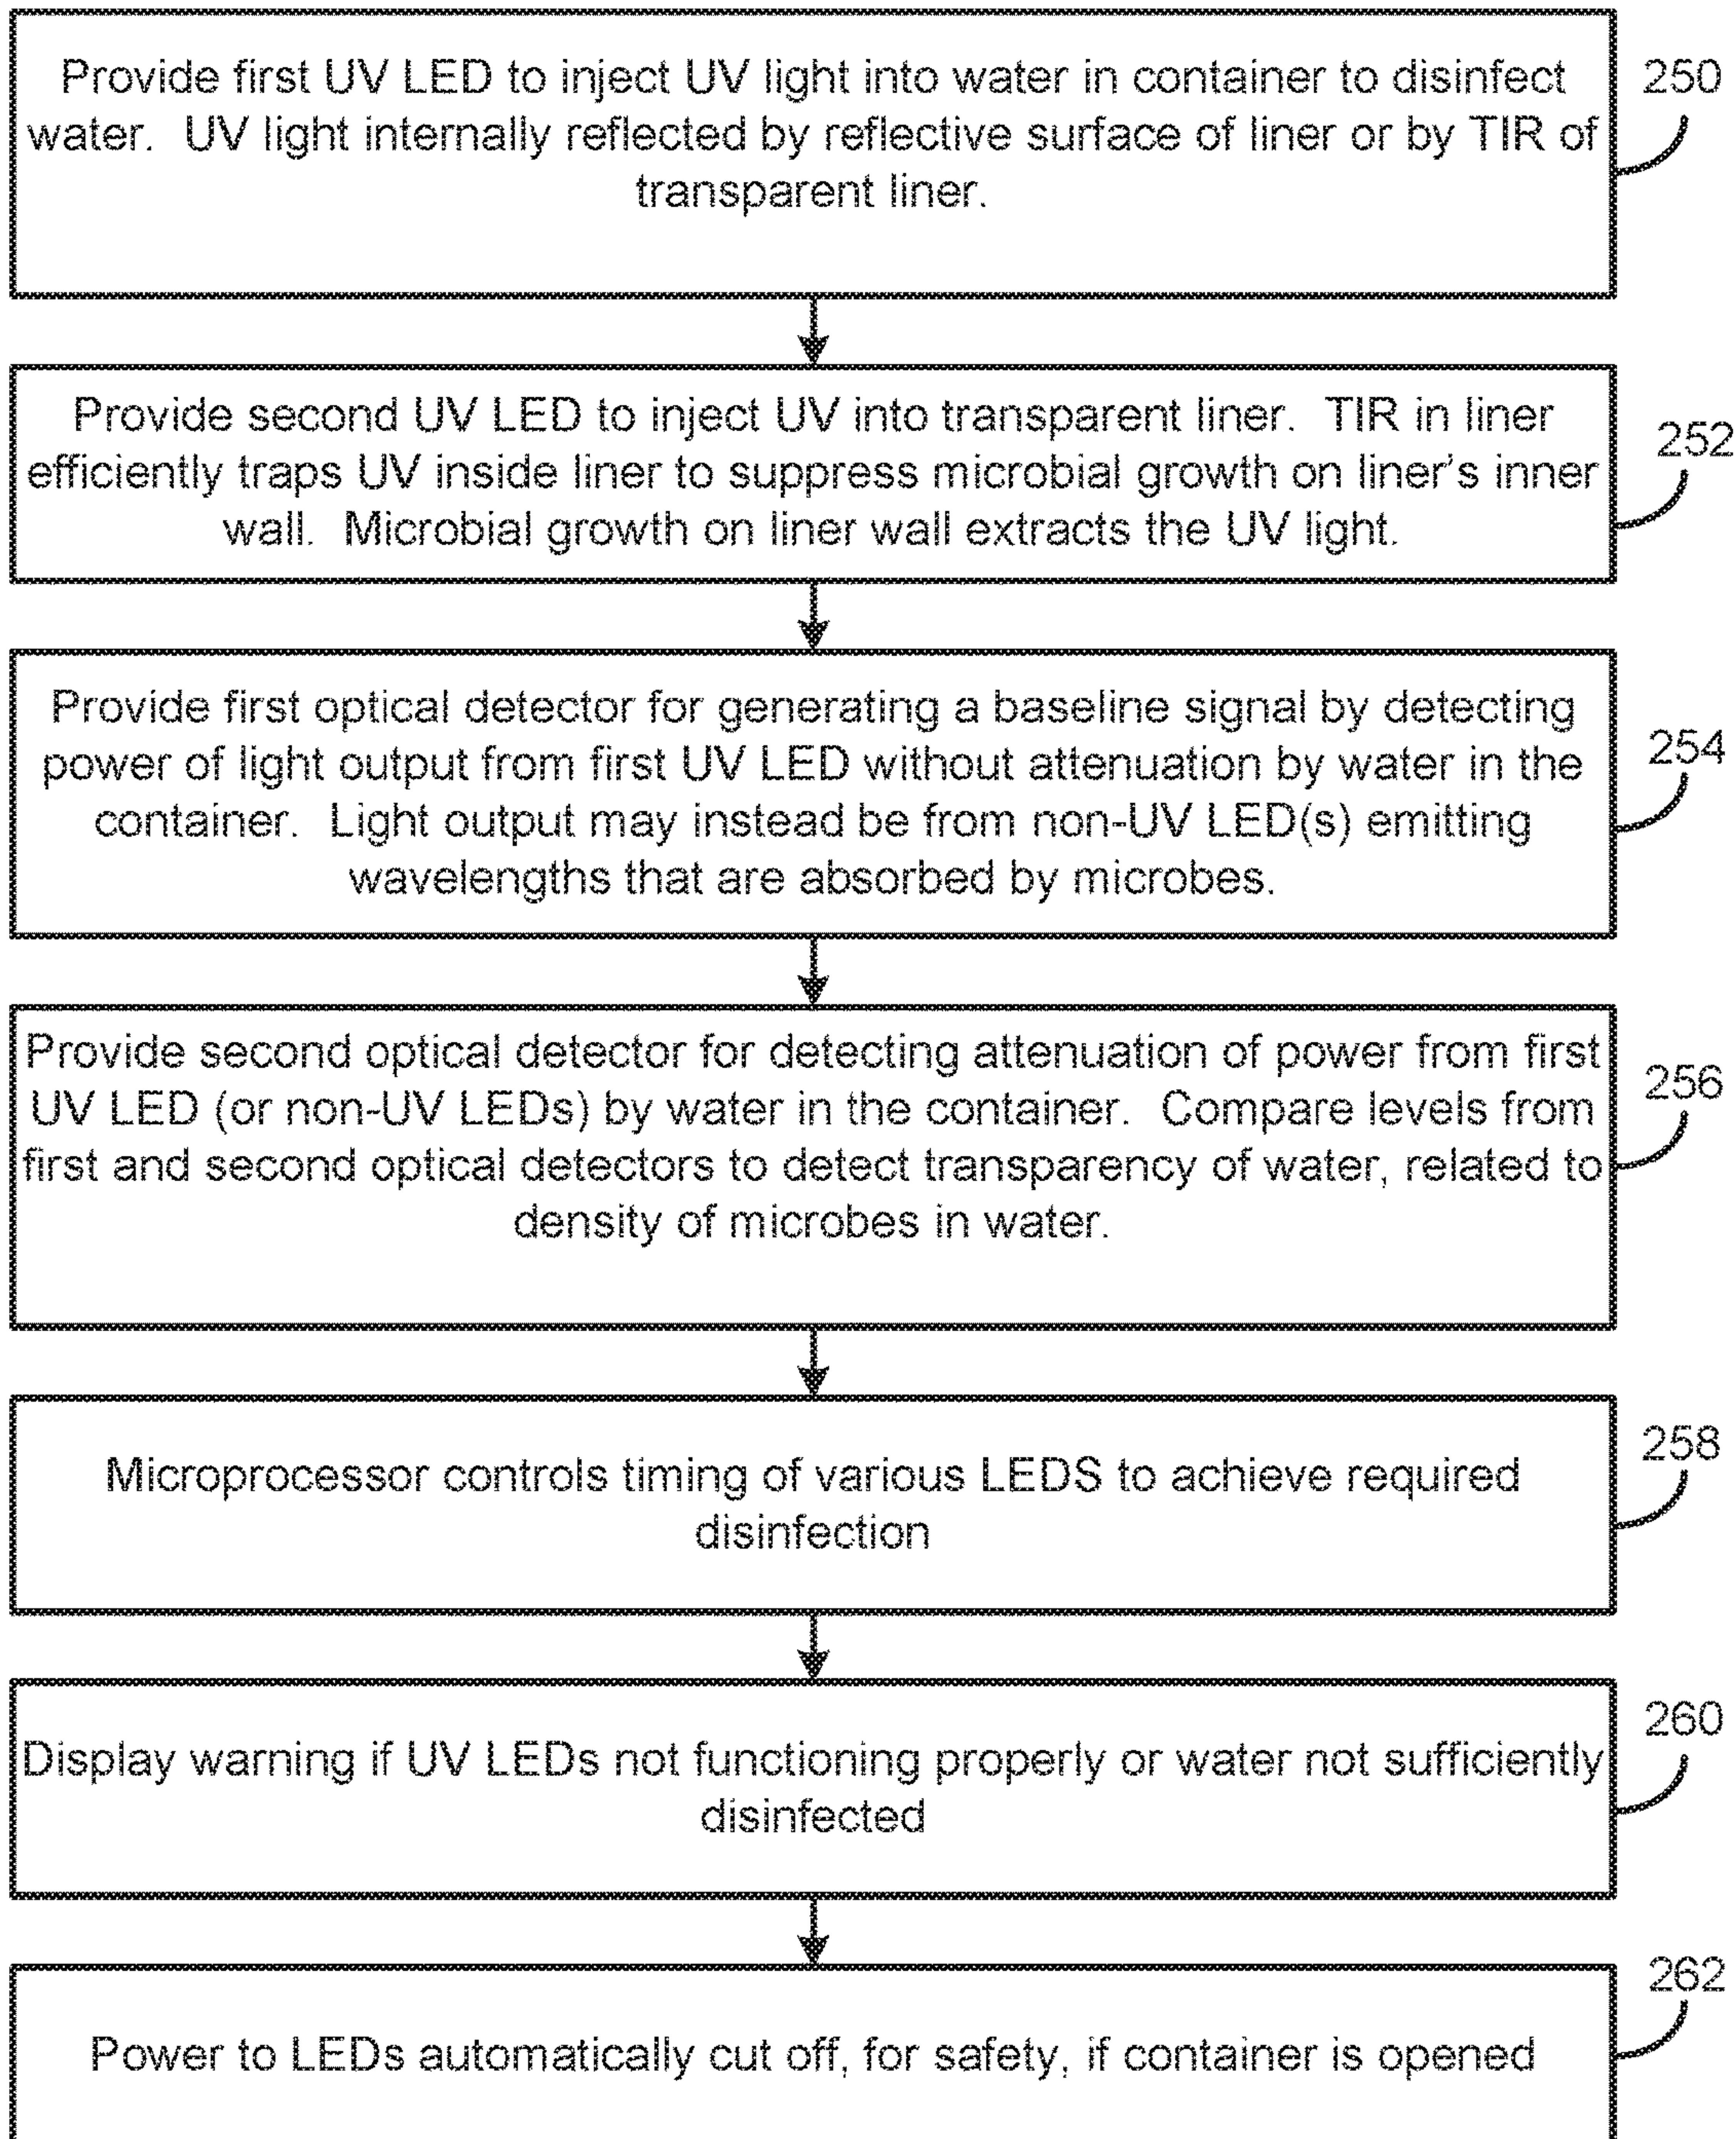 Provide first UV LED to inject UV light into water in container to disinfect
water.  UV light internally reflected by reflective surface of liner or by TIR of
transparent liner.
250
Provide second UV LED to inject UV into transparent liner.  TIR in liner
efficiently traps UV inside liner to suppress microbial growth on liner's inner
wall.  Microbial growth on liner wall extracts the UV light.
252
Provide first optical detector for generating a baseline signal by detecting
power of light output from first UV LED without attenuation by water in the
container.  Light output may instead be from non-UV LED(s) emitting
wavelengths that are absorbed by microbes.
254
Provide second optical detector for detecting attenuation of power from first
UV LED (or non-UV LEDs) by water in the container.  Compare levels from
first and second optical detectors to detect transparency of water, related to
density of microbes in water.
256
Microprocessor controls timing of various LEDS to achieve required
disinfection
258
Display warning if UV LEDs not functioning properly or water not sufficiently
disinfected
260
Power to LEDs automatically cut off, for safety, if container is opened
262